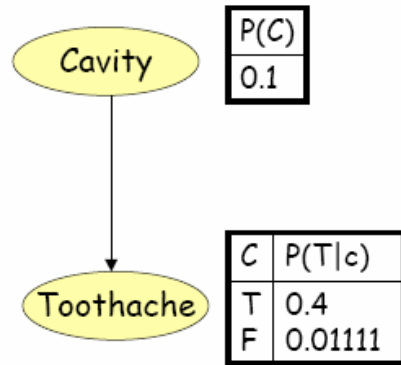 Cavity
P(C)
0.1
Toothache
C P(T|c)
T 0.4
F 0.01111